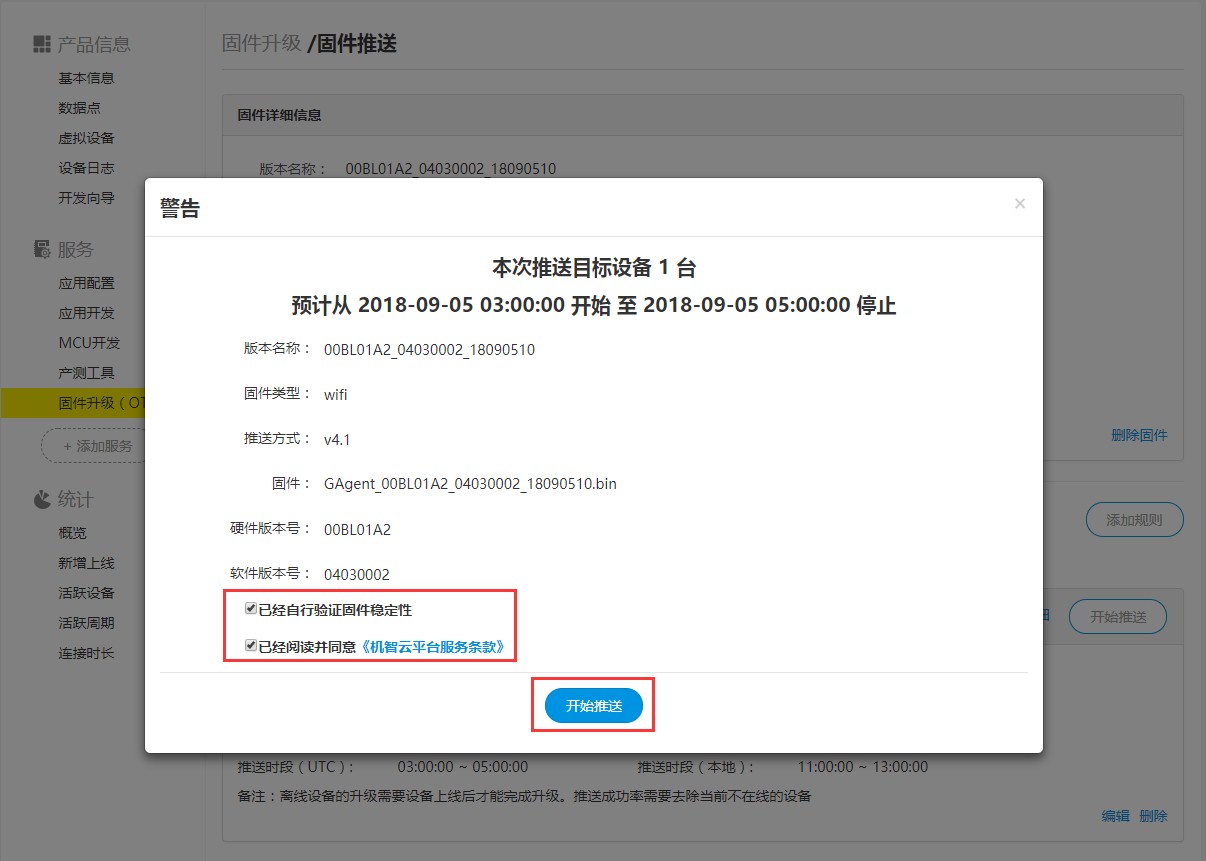 产品信息
基本信息
数据点
虚拟设备
设备日志
开发向导
服务
应用配置
应用开发
MCU开发
产测工具
固件升级（OT
+ 添加服务
统计
概览
新增上线
活跃设备
活跃周期
连接时长
固件升级 /固件推送
固件详细信息
版本名称： 00BL01A2_04030002_18090510
删除固件
添加规则
开始推送
警告 ×
本次推送目标设备 1 台
预计从 2018-09-05 03:00:00 开始 至 2018-09-05 05:00:00 停止
版本名称： 00BL01A2_04030002_18090510
固件类型： wifi
推送方式： v4.1
固件： GAgent_00BL01A2_04030002_18090510.bin
硬件版本号： 00BL01A2
软件版本号： 04030002
已经自行验证固件稳定性
已经阅读并同意《机智云平台服务条款》
开始推送
推送时段（UTC）： 03:00:00 ~ 05:00:00 推送时段（本地）： 11:00:00 ~ 13:00:00
备注：离线设备的升级需要设备上线后才能完成升级。推送成功率需要去除当前不在线的设备
编辑 删除